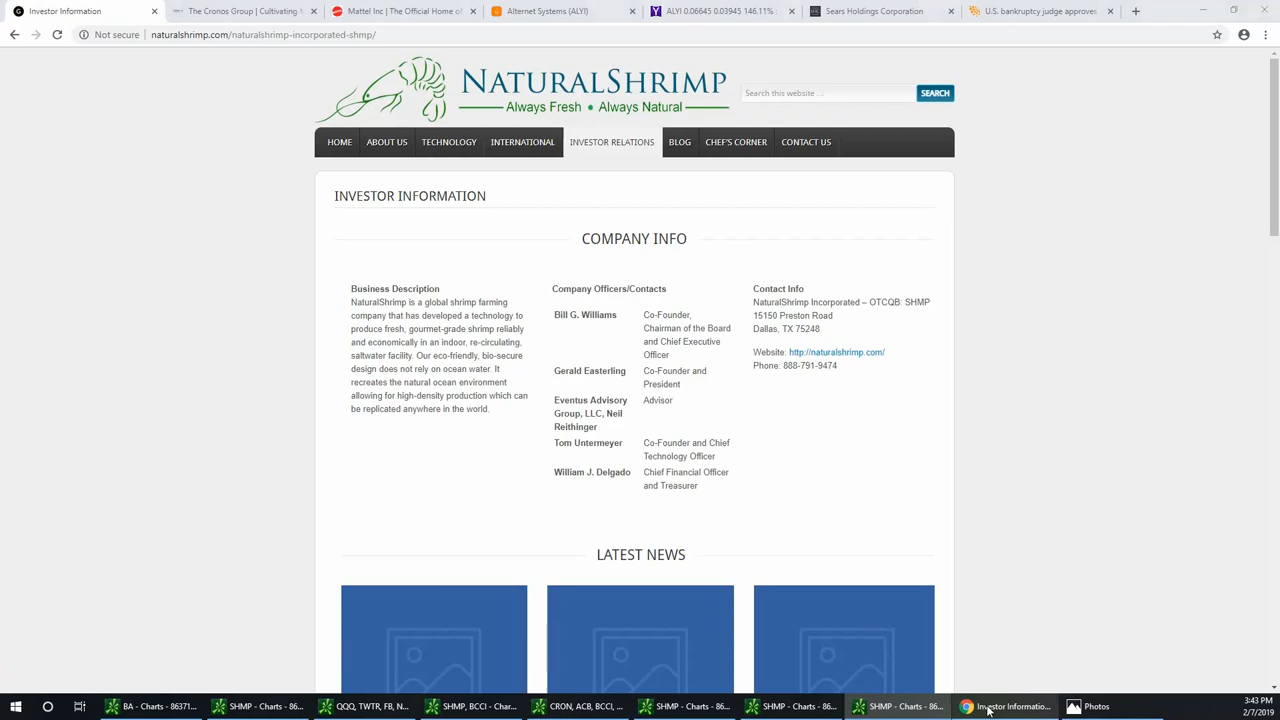 Investor Information
The Cronos Group | Cultivating M
Mattel Inc | The Official Home of
Alternet Systems (ALYI)
ALYI 0.06645 0.03945 146.11%
Sears Holdings Corporation
U.S. bankruptcy judge approves
Not secure | naturalshrimp.com/naturalshrimp-incorporated-shmp/
NATURALSHRIMP
Always Fresh • Always Natural
Search this website ...
SEARCH
HOME
ABOUT US
TECHNOLOGY
INTERNATIONAL
INVESTOR RELATIONS
BLOG
CHEF'S CORNER
CONTACT US
INVESTOR INFORMATION
COMPANY INFO
Business Description
NaturalShrimp is a global shrimp farming
company that has developed a technology to
produce fresh, gourmet-grade shrimp reliably
and economically in an indoor, re-circulating,
saltwater facility. Our eco-friendly, bio-secure
design does not rely on ocean water. It
recreates the natural ocean environment
allowing for high-density production which can
be replicated anywhere in the world.
Company Officers/Contacts
Bill G. Williams
Co-Founder,
Chairman of the Board
and Chief Executive
Officer
Gerald Easterling
Co-Founder and
President
Eventus Advisory
Group, LLC, Neil
Reithinger
Advisor
Tom Untermeyer
Co-Founder and Chief
Technology Officer
William J. Delgado
Chief Financial Officer
and Treasurer
Contact Info
NaturalShrimp Incorporated – OTCQB: SHMP
15150 Preston Road
Dallas, TX 75248
Website: http://naturalshrimp.com/
Phone: 888-791-9474
LATEST NEWS
BA - Charts - 86371...
SHMP - Charts - 86...
QQQ, TWTR, FB, N...
SHMP, BCCI - Char...
CRON, ACB, BCCI, ...
SHMP - Charts - 86...
SHMP - Charts - 86...
SHMP - Charts - 86...
Investor Informatio...
Photos
3:43 PM
2/7/2019